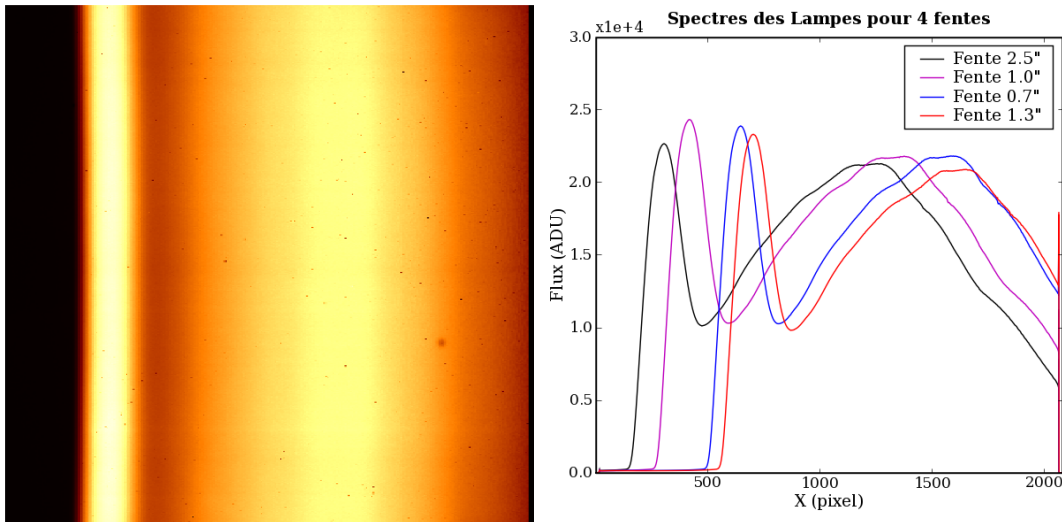 Spectres des Lampes pour 4 fentes
x1e+4
3.0
2.5
2.0
1.5
1.0
0.5
0.0
Flux (ADU)
Fente 2.5"
Fente 1.0"
Fente 0.7"
Fente 1.3"
500
1000
1500
2000
X (pixel)